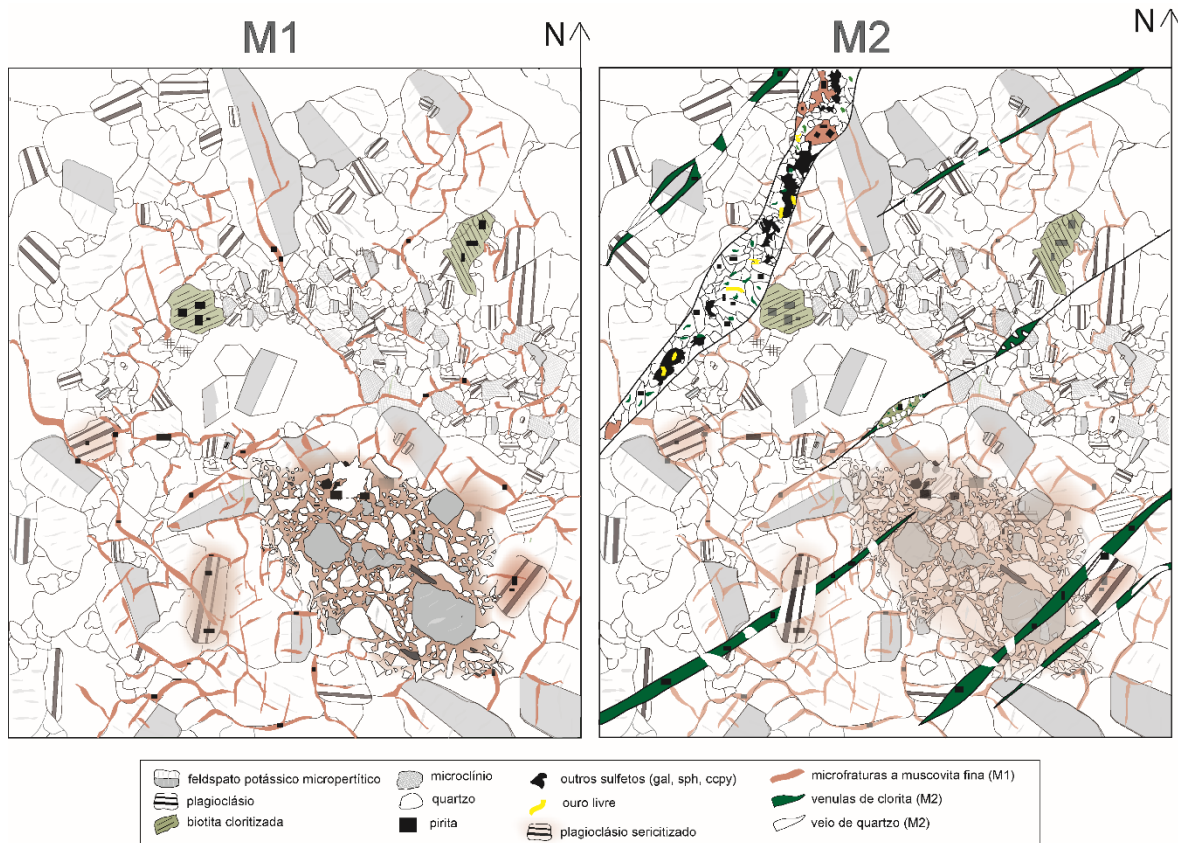 M1
N
M2
N
feldspato potássico micropertítico
plagioclásio
biotita cloritizada
microclínio
quartzo
pirita
outros sulfetos (gal, sph, ccpy)
ouro livre
plagioclásio sericitizado
microfraturas a muscovita fina (M1)
venulas de clorita (M2)
veio de quartzo (M2)